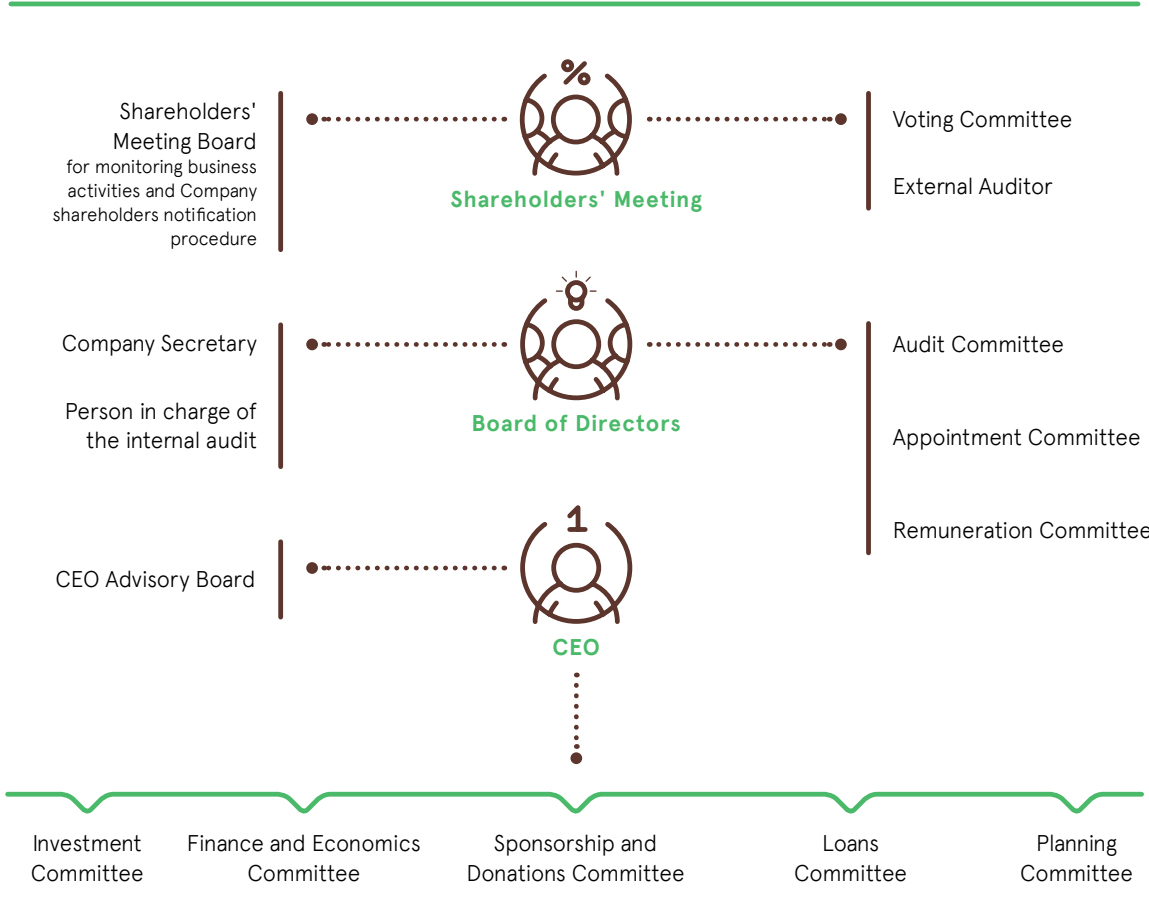 %
Shareholders'
Meeting Board
for monitoring business
activities and Company
shareholders notification
procedure
Shareholders' Meeting
Voting Committee
External Auditor
Company Secretary
Person in charge of
the internal audit
Board of Directors
Audit Committee
Appointment Committee
Remuneration Committee
1
CEO Advisory Board
CEO
Investment
Committee
Finance and Economics
Committee
Sponsorship and
Donations Committee
Loans
Committee
Planning
Committee